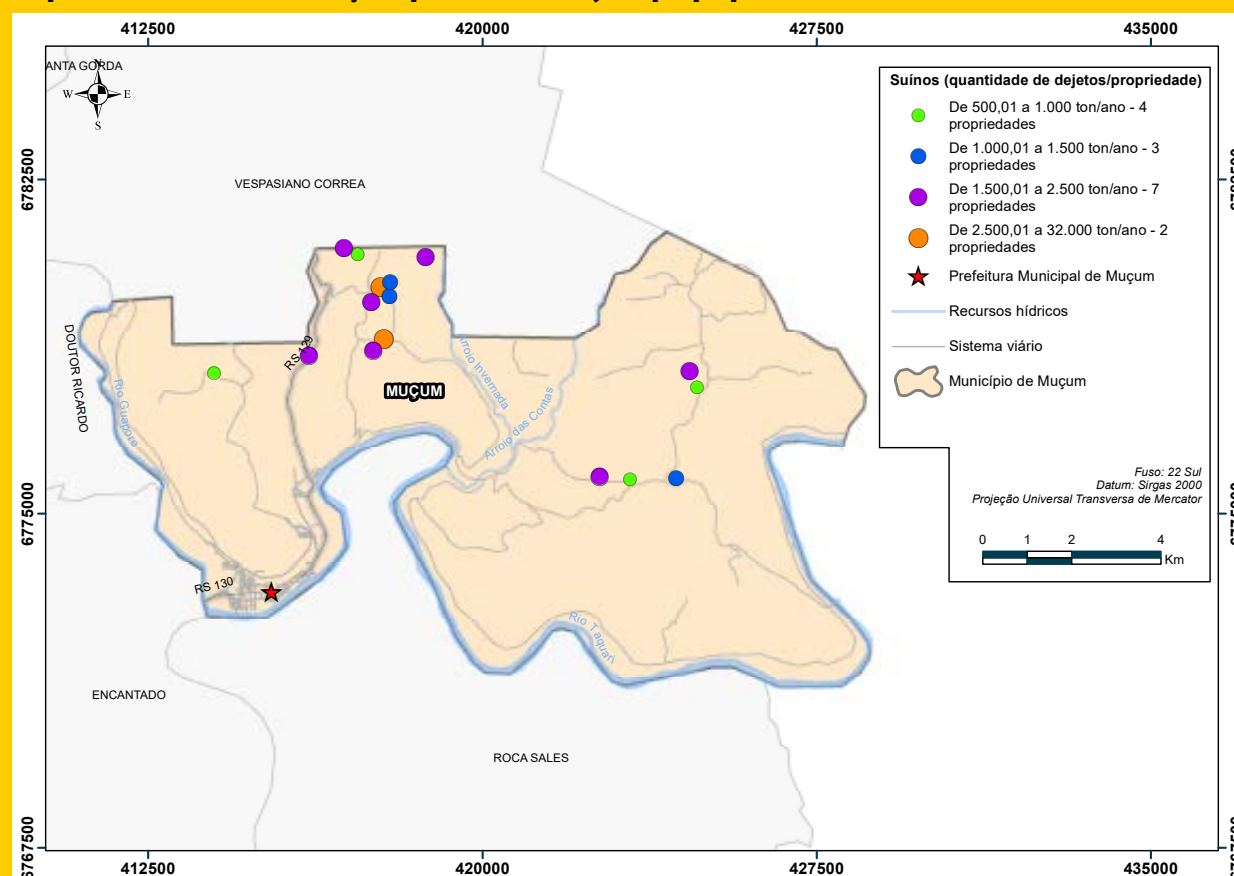 412500
420000
427500
435000
ANTA GORDA
N
W
E
S
Suínos (quantidade de dejetos/propriedade)
De 500,01 a 1.000 ton/ano - 4
propriedades
De 1.000,01 a 1.500 ton/ano - 3
propriedades
De 1.500,01 a 2.500 ton/ano - 7
propriedades
De 2.500,01 a 32.000 ton/ano - 2
propriedades
Prefeitura Municipal de Muçum
Recursos hídricos
Sistema viário
Município de Muçum
6782500
VESPASIANO CORREA
DOUTOR RICARDO
RS 129
Rio Guaporé
MUÇUM
Arroio Invernada
Arroio das Contas
Fuso: 22 Sul
Datum: Sirgas 2000
Projeção Universal Transversa de Mercator
6775000
0
1
2
4
Km
RS 130
Rio Taquari
ENCANTADO
ROCA SALES
6767500
412500
420000
427500
435000